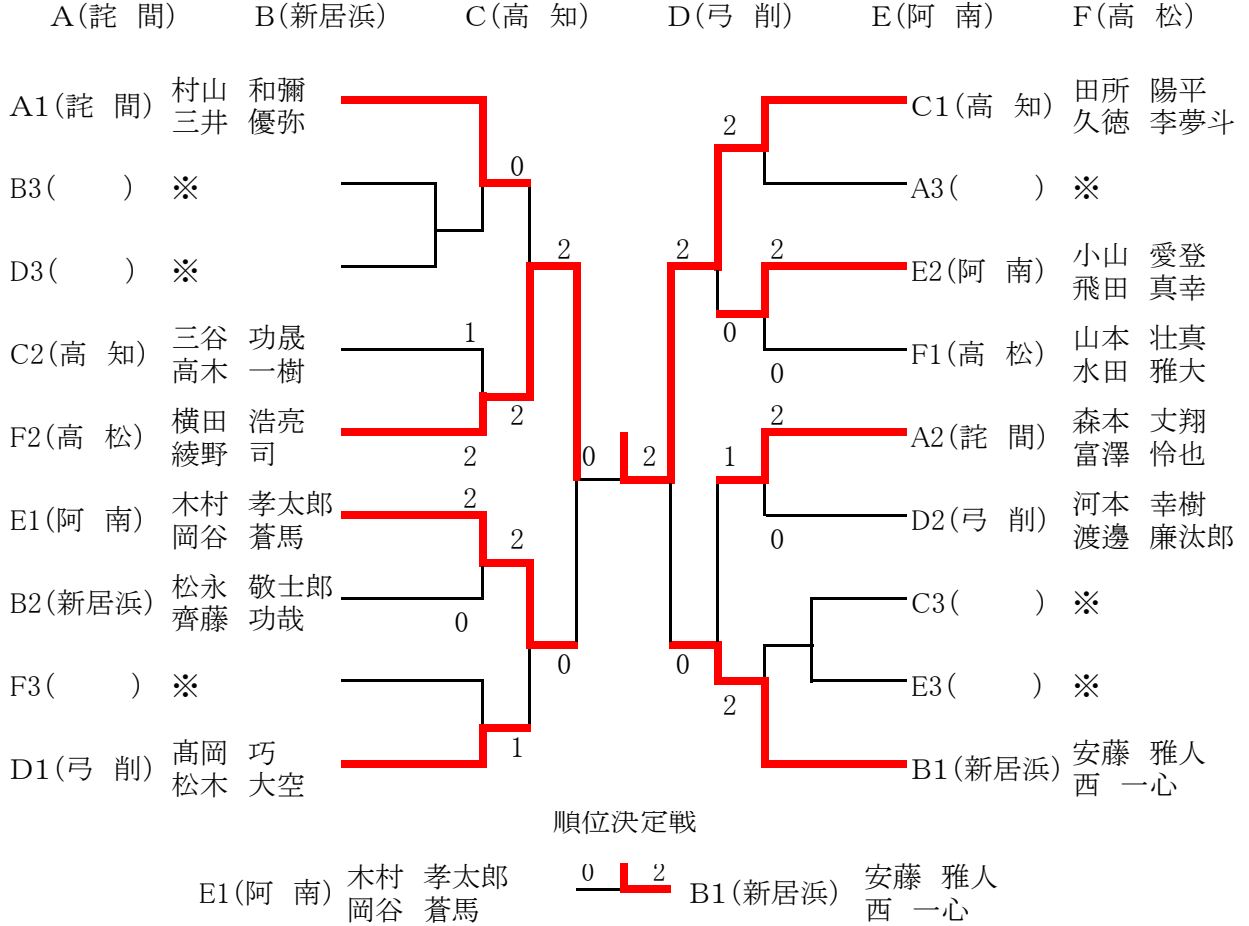 A(詫 間) B(新居浜) C(高 知) D(弓 削) E(阿 南) F(高 松)
A1(詫 間) 村山 和彌
三井 優弥
B3( ) ※
D3( ) ※
C2(高 知) 三谷 功晟
高木 一樹
F2(高 松) 横田 浩亮
綾野 司
E1(阿 南) 木村 孝太郎
岡谷 蒼馬
B2(新居浜) 松永 敬士郎
齊藤 功哉
F3( ) ※
D1(弓 削) 髙岡 巧
松木 大空
0
2
1
2
2
2
2
0
0
1
0
2
2
2
2
0
0
2
1
0
0
2
C1(高 知) 田所 陽平
久徳 李夢斗
A3( ) ※
E2(阿 南) 小山 愛登
飛田 真幸
F1(高 松) 山本 壮真
水田 雅大
A2(詫 間) 森本 丈翔
富澤 怜也
D2(弓 削) 河本 幸樹
渡邊 廉汰郎
C3( ) ※
E3( ) ※
B1(新居浜) 安藤 雅人
西 一心
順位決定戦
E1(阿 南) 木村 孝太郎
岡谷 蒼馬
0 2
B1(新居浜) 安藤 雅人
西 一心